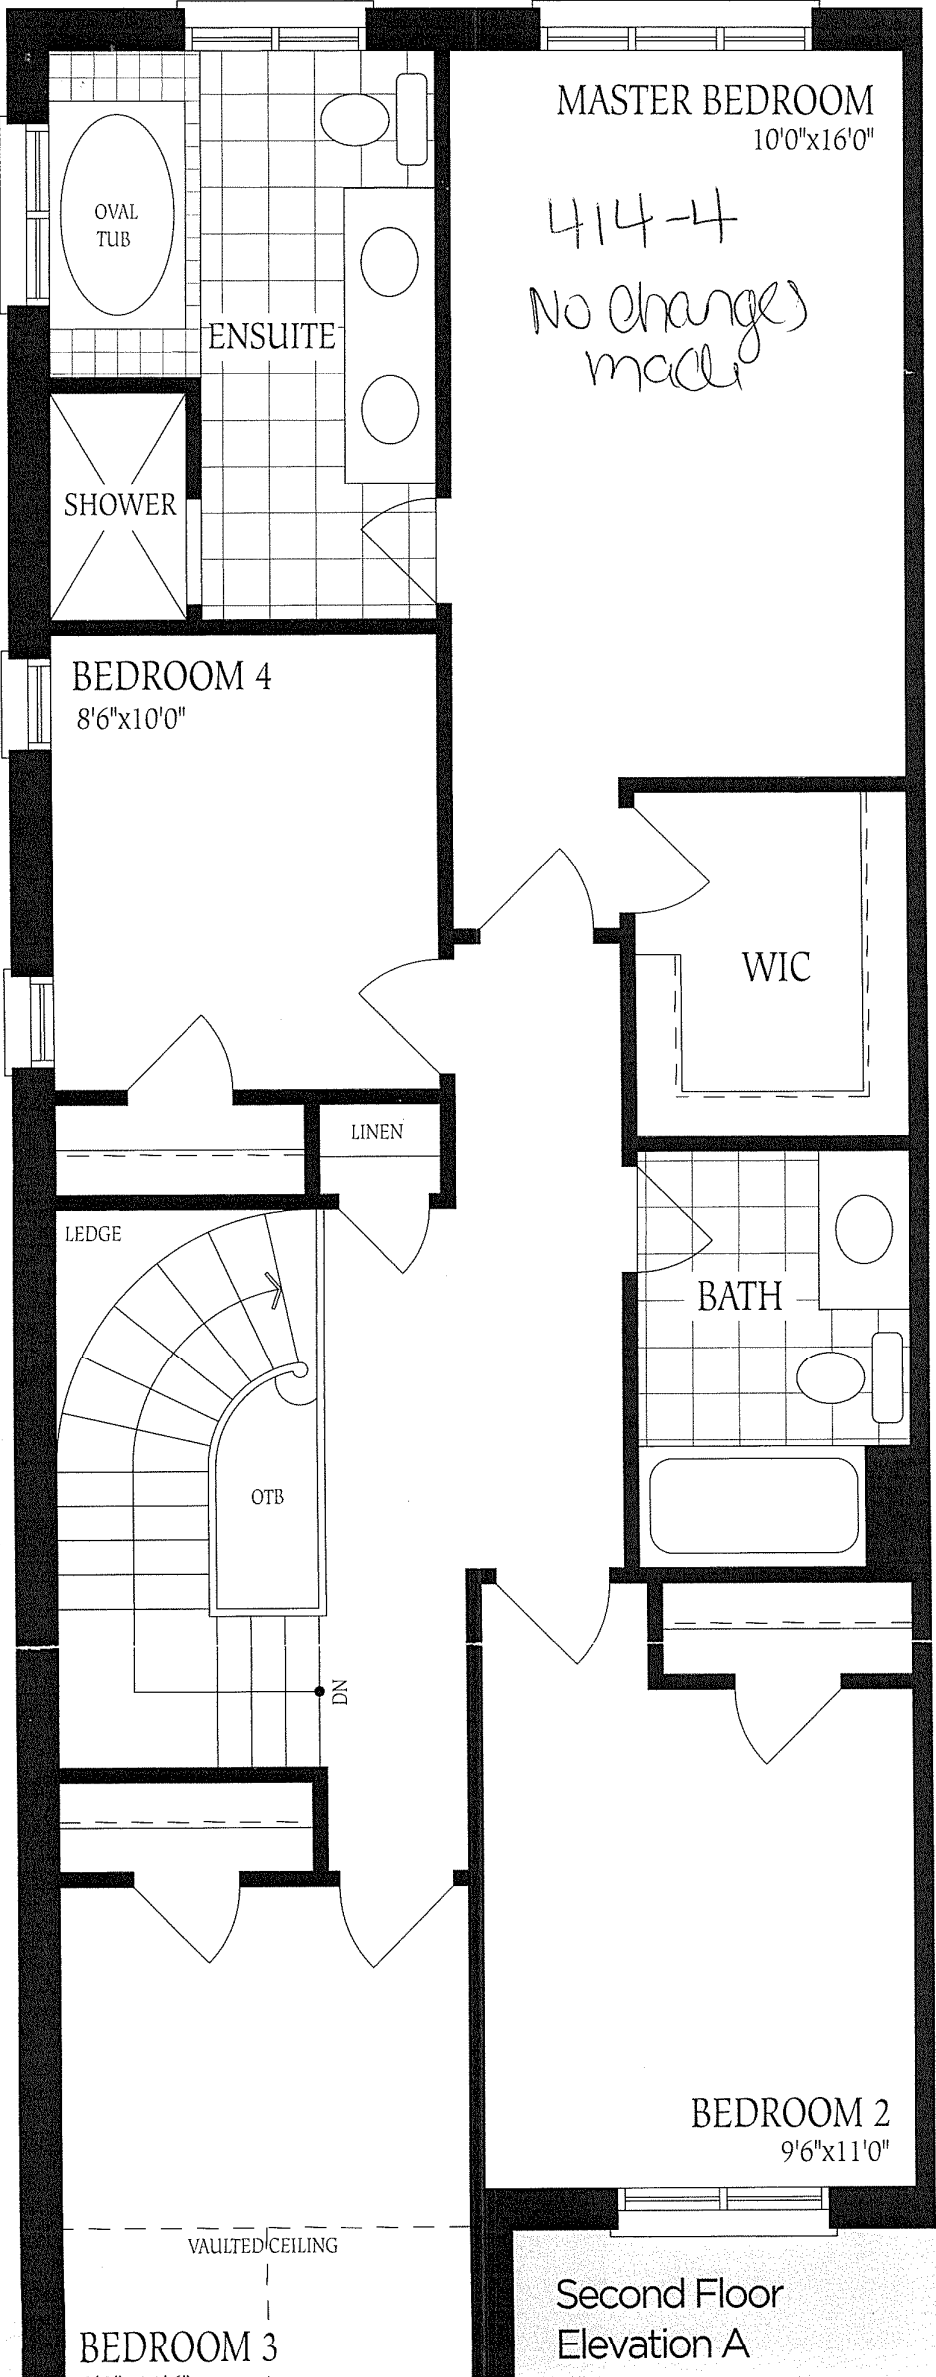 MASTER BEDROOM
10'0"x16'0"
414-4
No changes
made
OVAL
TUB
ENSUITE
SHOWER
BEDROOM 4
8'6"x10'0"
WIC
LINEN
LEDGE
BATH
OTB
DN
BEDROOM 2
9'6"x11'0"
VAULTED CEILING
BEDROOM 3
Second Floor
Elevation A